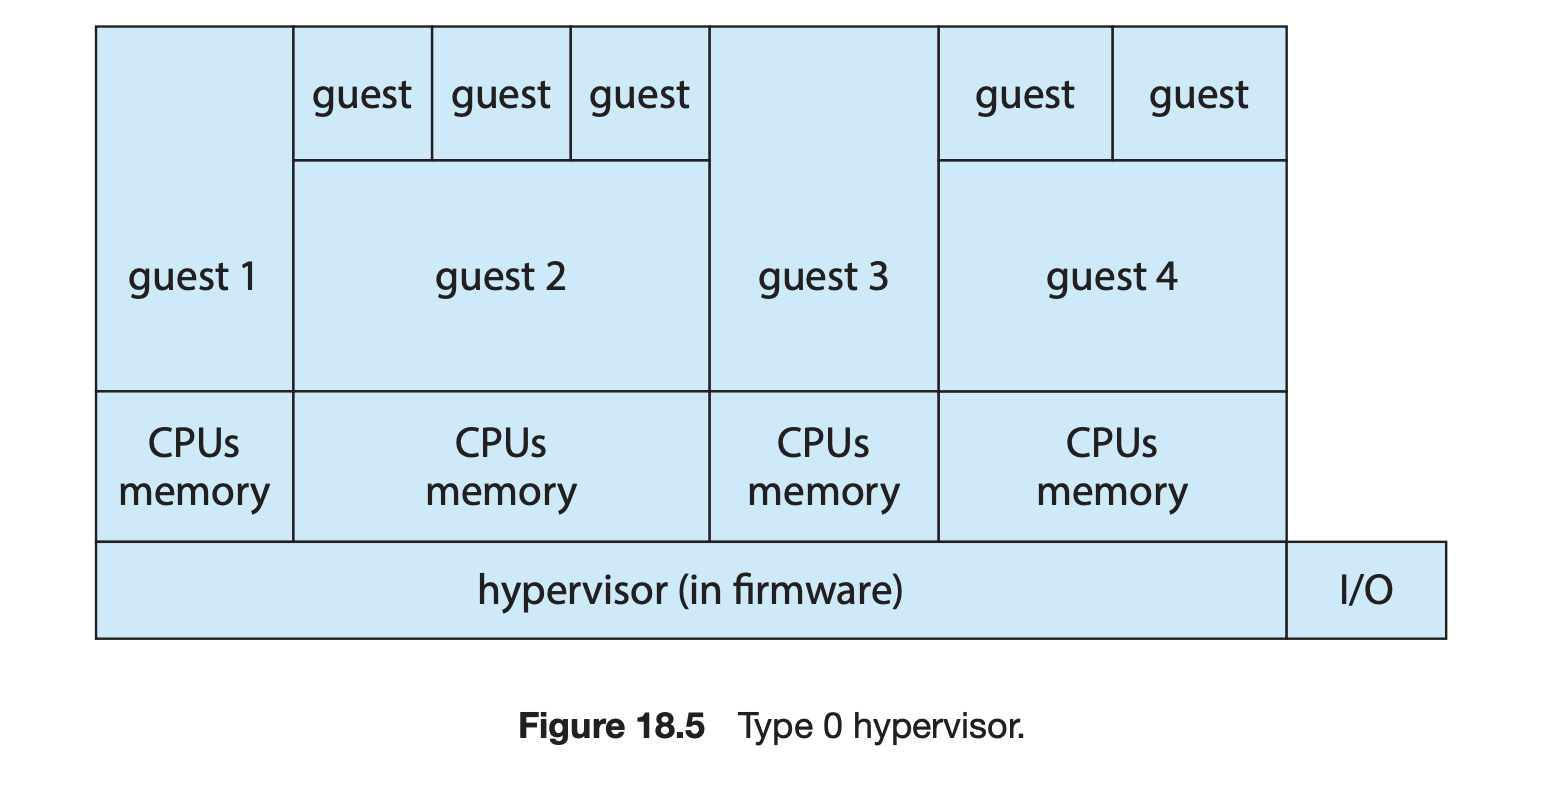 guest guest guest guest guest
guest 1 guest 2 guest 3 guest 4
CPUs CPUs CPUs CPUs
memory memory memory memory
hypervisor (in firmware) I/O
Figure 18.5 Type 0 hypervisor.